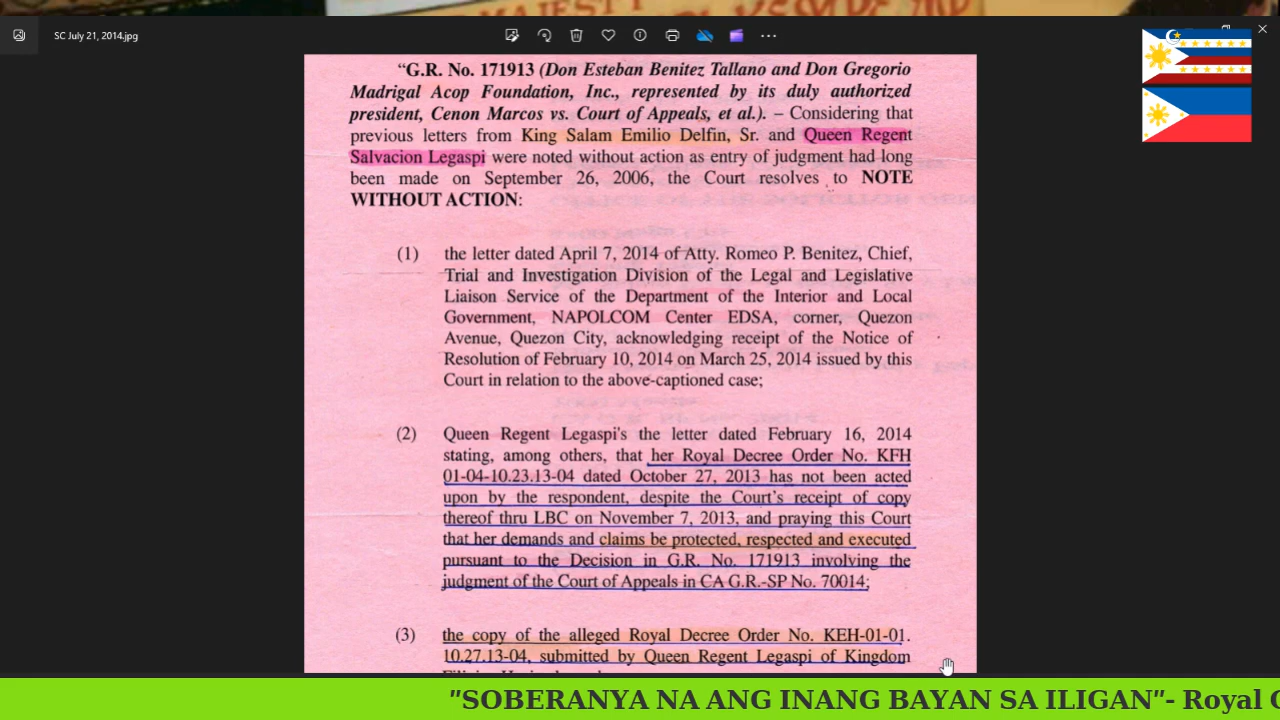 SC July 21, 2014.jpg
"G.R. No. 171913 (Don Esteban Benitez Tallano and Don Gregorio
Madrigal Acop Foundation, Inc., represented by its duly authorized
president, Cenon Marcos vs. Court of Appeals, et al.). – Considering that
previous letters from King Salam Emilio Delfin, Sr. and Queen Regent
Salvacion Legaspi were noted without action as entry of judgment had long
been made on September 26, 2006, the Court resolves to NOTE
WITHOUT ACTION:
(1) the letter dated April 7, 2014 of Atty. Romeo P. Benitez, Chief,
Trial and Investigation Division of the Legal and Legislative
Liaison Service of the Department of the Interior and Local
Government, NAPOLCOM Center EDSA, corner, Quezon
Avenue, Quezon City, acknowledging receipt of the Notice of
Resolution of February 10, 2014 on March 25, 2014 issued by this
Court in relation to the above-captioned case;
(2) Queen Regent Legaspi's the letter dated February 16, 2014
stating, among others, that her Royal Decree Order No. KFH
01-04-10.23.13-04 dated October 27, 2013 has not been acted
upon by the respondent, despite the Court's receipt of copy
thereof thru LBC on November 7, 2013, and praying this Court
that her demands and claims be protected, respected and executed
pursuant to the Decision in G.R. No. 171913 involving the
judgment of the Court of Appeals in CA G.R.-SP No. 70014;
(3) the copy of the alleged Royal Decree Order No. KEH-01-01.
10.27.13-04, submitted by Queen Regent Legaspi of Kingdom
"SOBERANYA NA ANG INANG BAYAN SA ILIGAN"- Royal